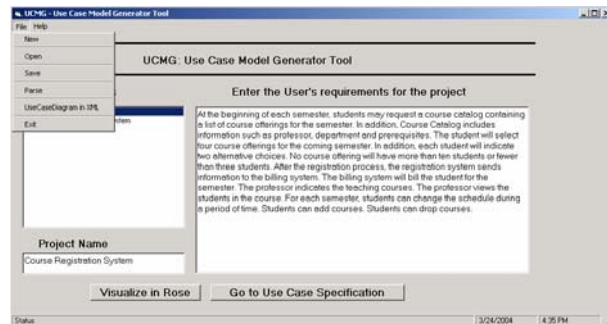 UCMG - Use Case Model Generator Tool
File Help
New
Open
Save
Parse
UseCaseDiagram in XML
Exit
UCMG: Use Case Model Generator Tool
Enter the User's requirements for the project
At the beginning of each semester, students may request a course catalog containing
a list of course offerings for the semester. In addition, Course Catalog includes
information such as professor, department and prerequisites. The student will select
four course offerings for the coming semester. In addition, each student will indicate
two alternative choices. No course offering will have more than ten students or fewer
than three students. After the registration process, the registration system sends
information to the billing system. The billing system will bill the student for the
semester. The professor indicates the teaching courses. The professor views the
students in the course. For each semester, students can change the schedule during
a period of time. Students can add courses. Students can drop courses.
Project Name
Course Registration System
Visualize in Rose
Go to Use Case Specification
Status
3/24/2004
4:35 PM